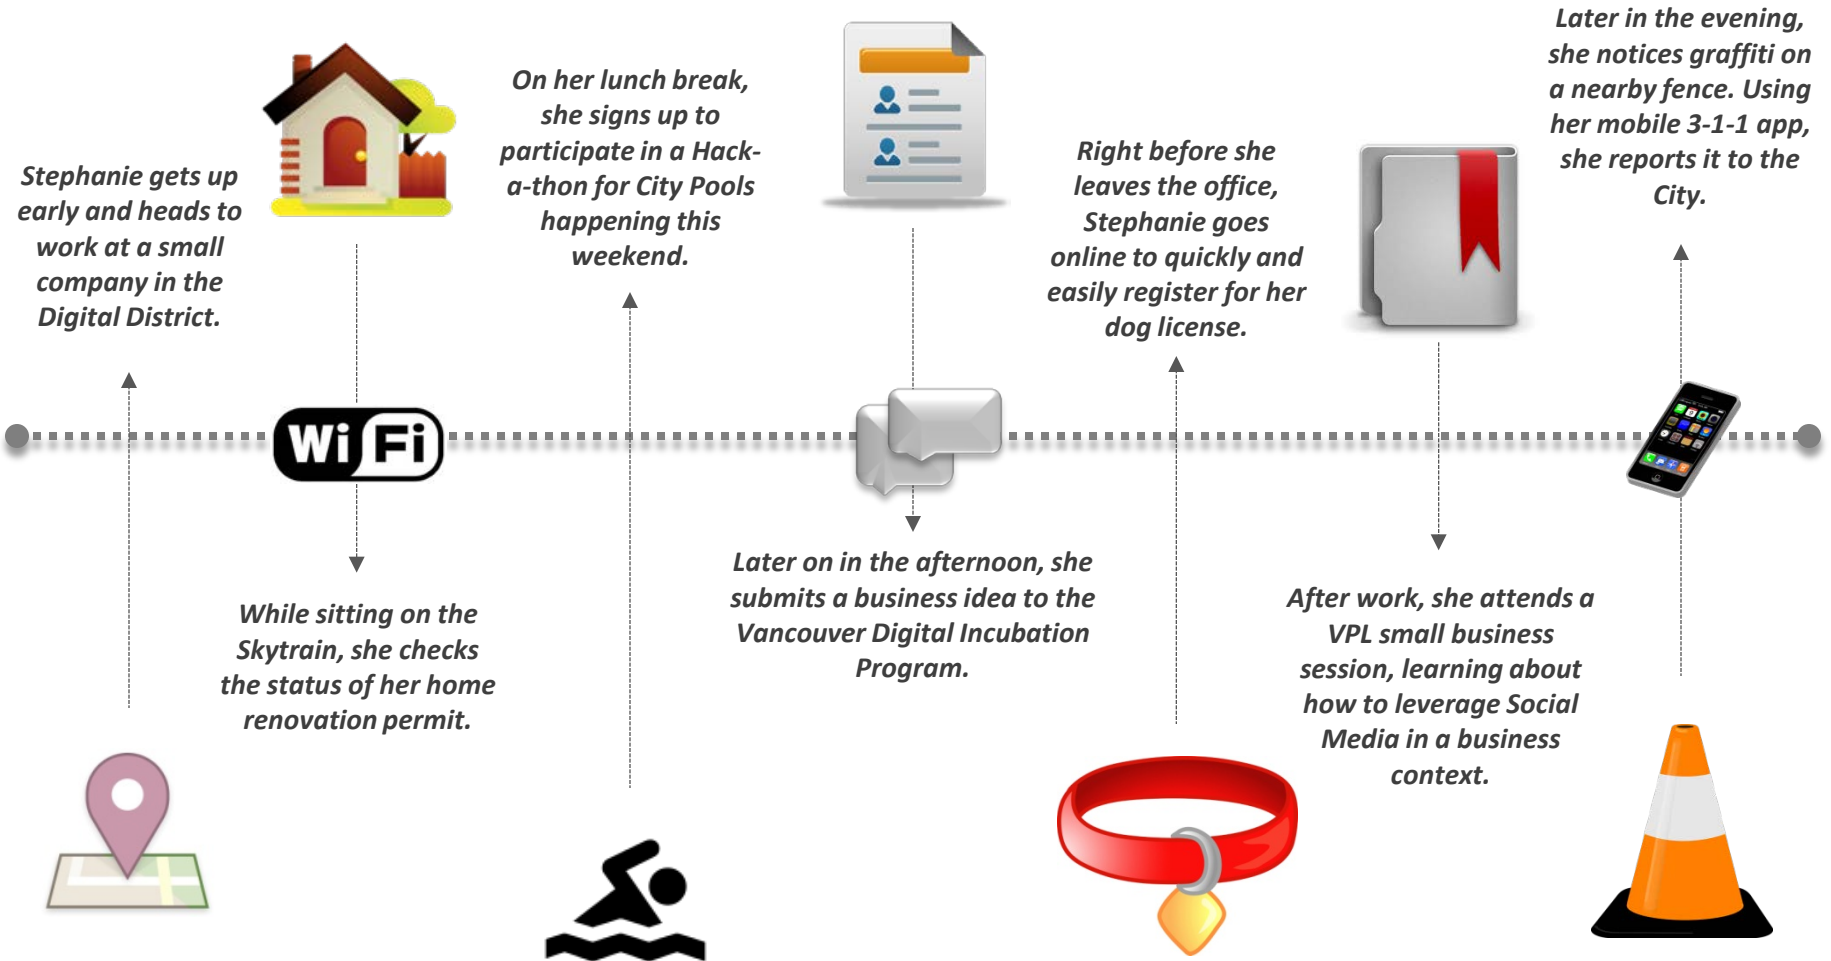 Stephanie gets up
early and heads to
work at a small
company in the
Digital District.
Wi Fi
While sitting on the
Skytrain, she checks
the status of her home
renovation permit.
On her lunch break,
she signs up to
participate in a Hack-
a-thon for City Pools
happening this
weekend.
Later on in the afternoon, she
submits a business idea to the
Vancouver Digital Incubation
Program.
Right before she
leaves the office,
Stephanie goes
online to quickly and
easily register for her
dog license.
After work, she attends a
VPL small business
session, learning about
how to leverage Social
Media in a business
context.
Later in the evening,
she notices graffiti on
a nearby fence. Using
her mobile 3-1-1 app,
she reports it to the
City.